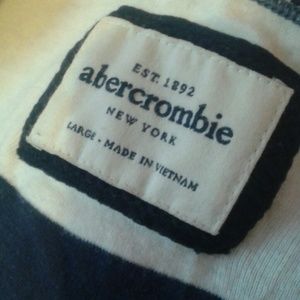 EST. 1892
abercrombie
NEW YORK
LARGE - MADE IN VIETNAM